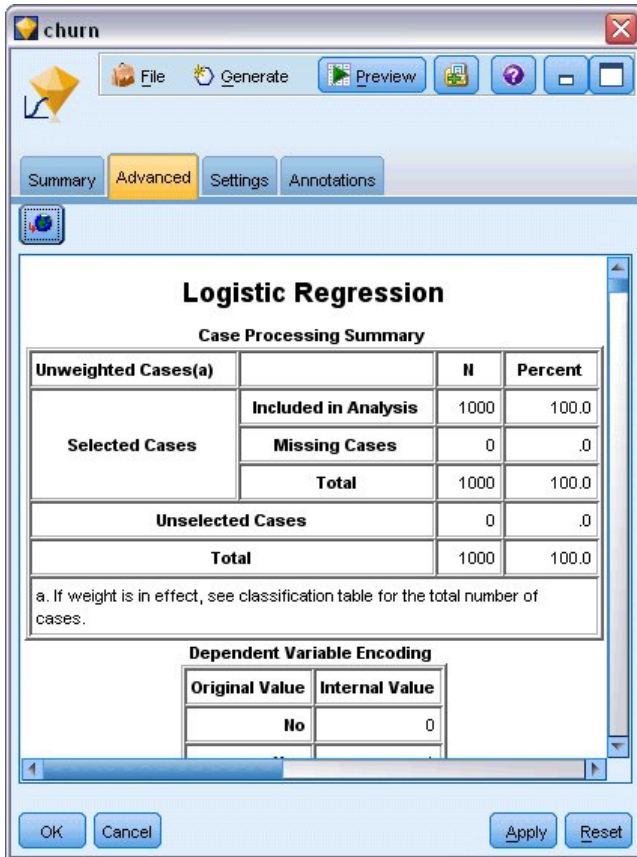 churn
File Generate Preview
Summary Advanced Settings Annotations
Logistic Regression
Case Processing Summary
Unweighted Cases(a) N Percent
Selected Cases Included in Analysis 1000 100.0
Missing Cases 0 .0
Total 1000 100.0
Unselected Cases 0 .0
Total 1000 100.0
a. If weight is in effect, see classification table for the total number of
cases.
Dependent Variable Encoding
Original Value Internal Value
No 0
OK Cancel Apply Reset